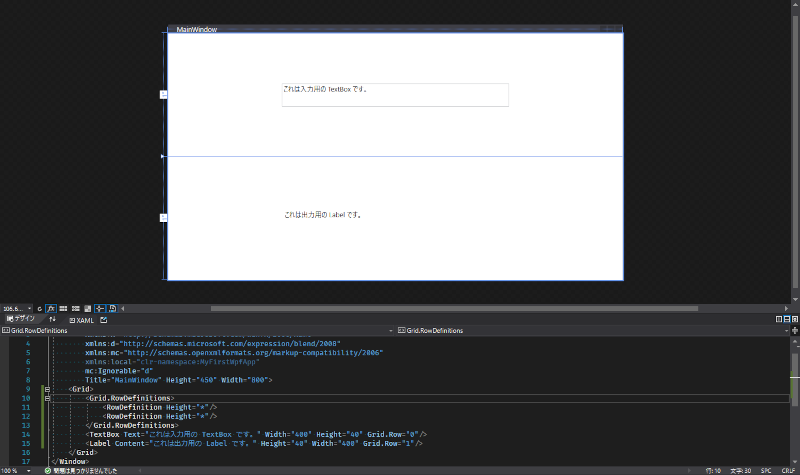 MainWindow
これは入力用の TextBox です。
これは出力用の Label です。
106.6...
fx
デザイン
XAML
Grid.RowDefinitions
Grid.RowDefinitions
4 xmlns:d="http://schemas.microsoft.com/expression/blend/2008"
5 xmlns:mc="http://schemas.openxmlformats.org/markup-compatibility/2006"
6 xmlns:local="clr-namespace:MyFirstWpfApp"
7 mc:Ignorable="d"
8 Title="MainWindow" Height="450" Width="800">
9 <Grid>
10 <Grid.RowDefinitions>
11 <RowDefinition Height="*"/>
12 <RowDefinition Height="*"/>
13 </Grid.RowDefinitions>
14 <TextBox Text="これは入力用の TextBox です。" Width="400" Height="40" Grid.Row="0"/>
15 <Label Content="これは出力用の Label です。" Height="40" Width="400" Grid.Row="1"/>
16 </Grid>
17 </Window>
100 %
問題は見つかりませんでした
行: 10
文字: 30
SPC
CRLF